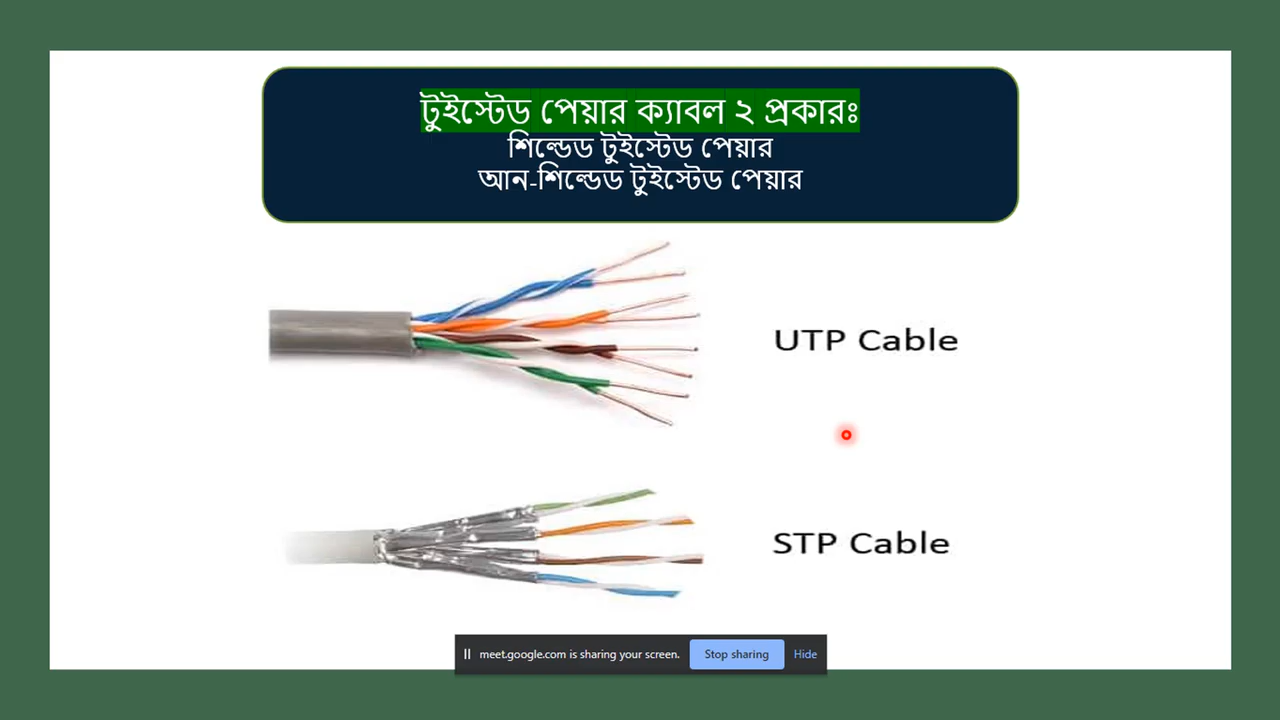 টুইস্টেড পেয়ার ক্যাবল ২ প্রকারঃ
শিল্ডেড টুইস্টেড পেয়ার
আন-শিল্ডেড টুইস্টেড পেয়ার
UTP Cable
STP Cable
meet.google.com is sharing your screen. Stop sharing Hide